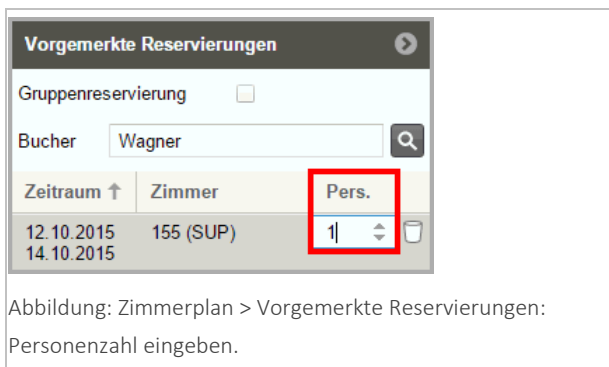 Vorgemerkte Reservierungen
Gruppenreservierung
Bucher Wagner
Zeitraum ↑ Zimmer Pers.
12.10.2015 155 (SUP) 1
14.10.2015
Abbildung: Zimmerplan > Vorgemerkte Reservierungen:
Personenzahl eingeben.